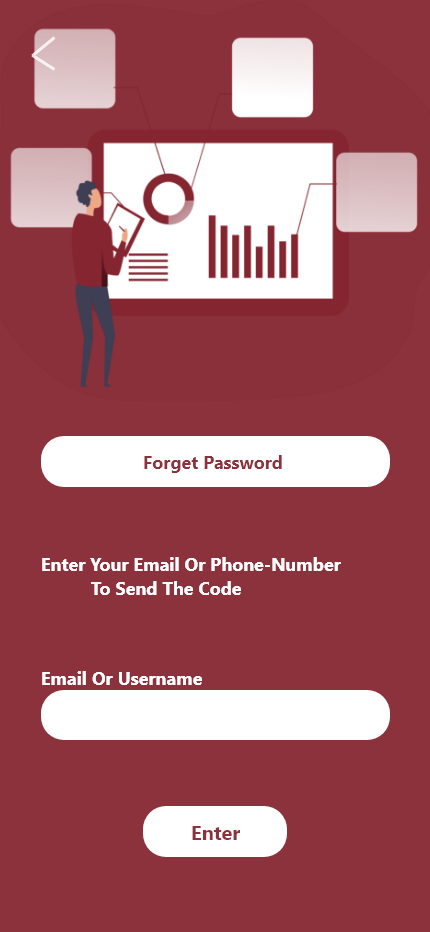 Forget Password
Enter Your Email Or Phone-Number
To Send The Code
Email Or Username
Enter